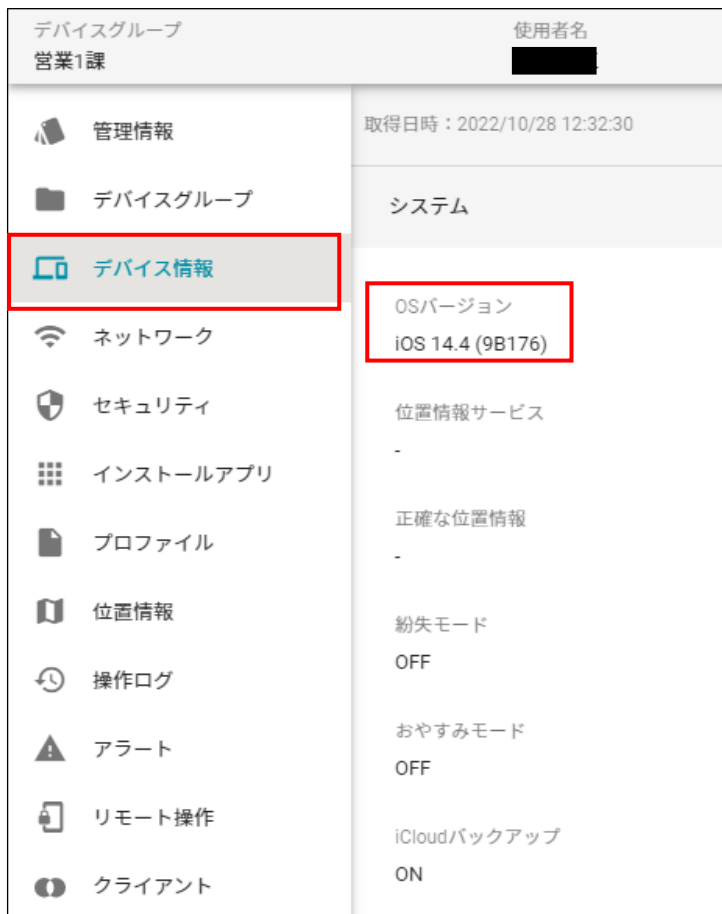 デバイスグループ
営業1課
使用者名
管理情報
デバイスグループ
デバイス情報
ネットワーク
セキュリティ
インストールアプリ
プロファイル
位置情報
操作ログ
アラート
リモート操作
クライアント
取得日時：2022/10/28 12:32:30
システム
OSバージョン
iOS 14.4 (9B176)
位置情報サービス
-
正確な位置情報
-
紛失モード
OFF
おやすみモード
OFF
iCloudバックアップ
ON